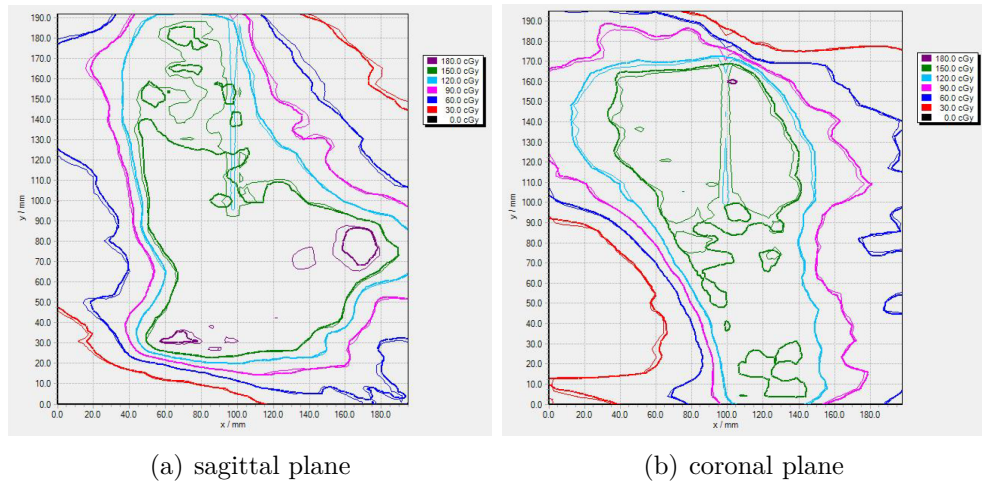 190.0
180.0
170.0
160.0
150.0
140.0
130.0
120.0
110.0
100.0
90.0
80.0
70.0
60.0
50.0
40.0
30.0
20.0
10.0
0.0
y / mm
0.0 20.0 40.0 60.0 80.0 100.0 120.0 140.0 160.0 180.0
x / mm
180.0 cGy
150.0 cGy
120.0 cGy
90.0 cGy
60.0 cGy
30.0 cGy
0.0 cGy
(a) sagittal plane
190.0
180.0
170.0
160.0
150.0
140.0
130.0
120.0
110.0
100.0
90.0
80.0
70.0
60.0
50.0
40.0
30.0
20.0
10.0
0.0
y / mm
0.0 20.0 40.0 60.0 80.0 100.0 120.0 140.0 160.0 180.0
x / mm
180.0 cGy
150.0 cGy
120.0 cGy
90.0 cGy
60.0 cGy
30.0 cGy
0.0 cGy
(b) coronal plane